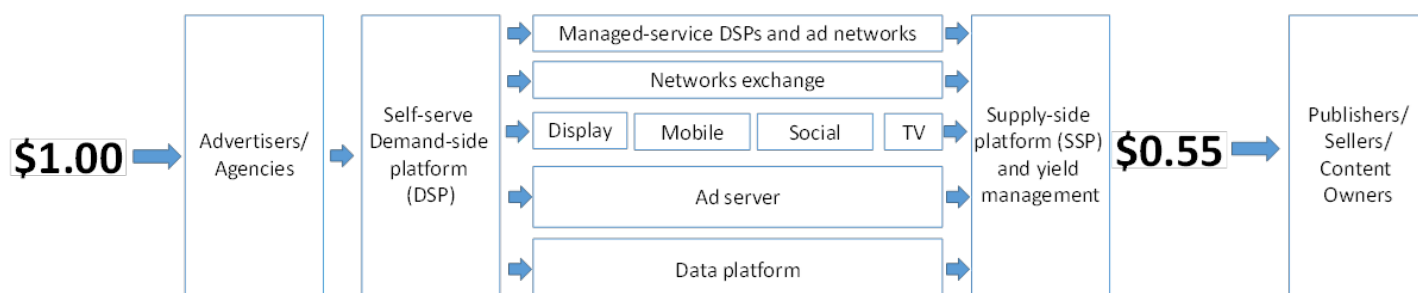 $1.00
Advertisers/
Agencies
Self-serve
Demand-side
platform
(DSP)
Managed-service DSPs and ad networks
Networks exchange
Display
Mobile
Social
TV
Ad server
Data platform
Supply-side
platform (SSP)
and yield
management
$0.55
Publishers/
Sellers/
Content
Owners